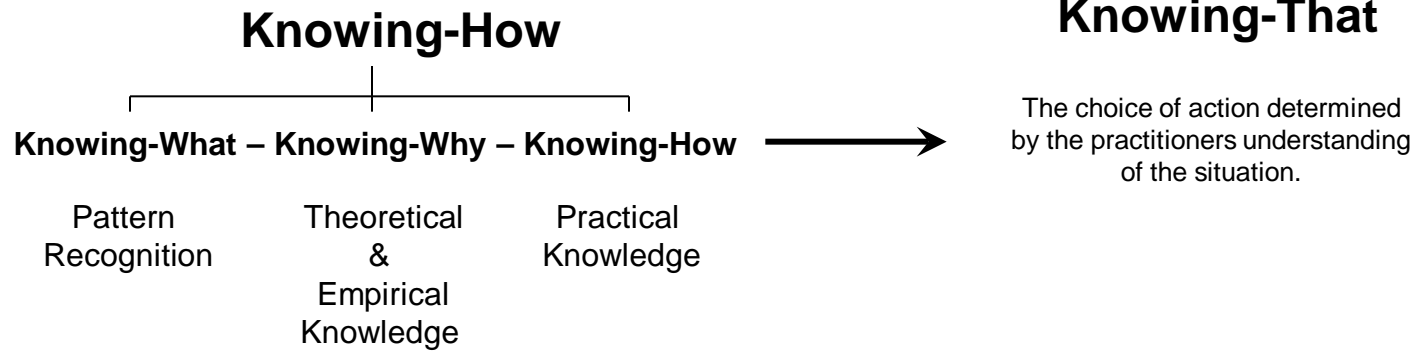 Knowing-How
Knowing-That
Knowing-What – Knowing-Why – Knowing-How
The choice of action determined
by the practitioners understanding
of the situation.
Pattern
Recognition
Theoretical
&
Empirical
Knowledge
Practical
Knowledge